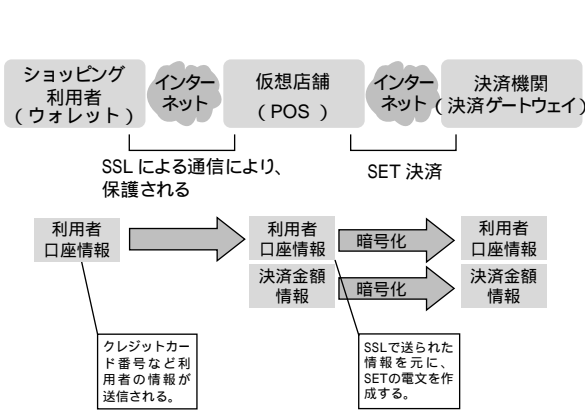 ショッピング
利用者
(ウォレット)
インター
ネット
仮想店舗
(POS )
インター
ネット
決済機関
(決済ゲートウェイ)
SSL による通信により、
保護される
SET 決済
利用者
口座情報
利用者
口座情報
暗号化
利用者
口座情報
決済金額
情報
暗号化
決済金額
情報
クレジットカー
ド番号など利
用者の情報が
送信される。
SSLで送られた
情報を元に、
SETの電文を作
成する。